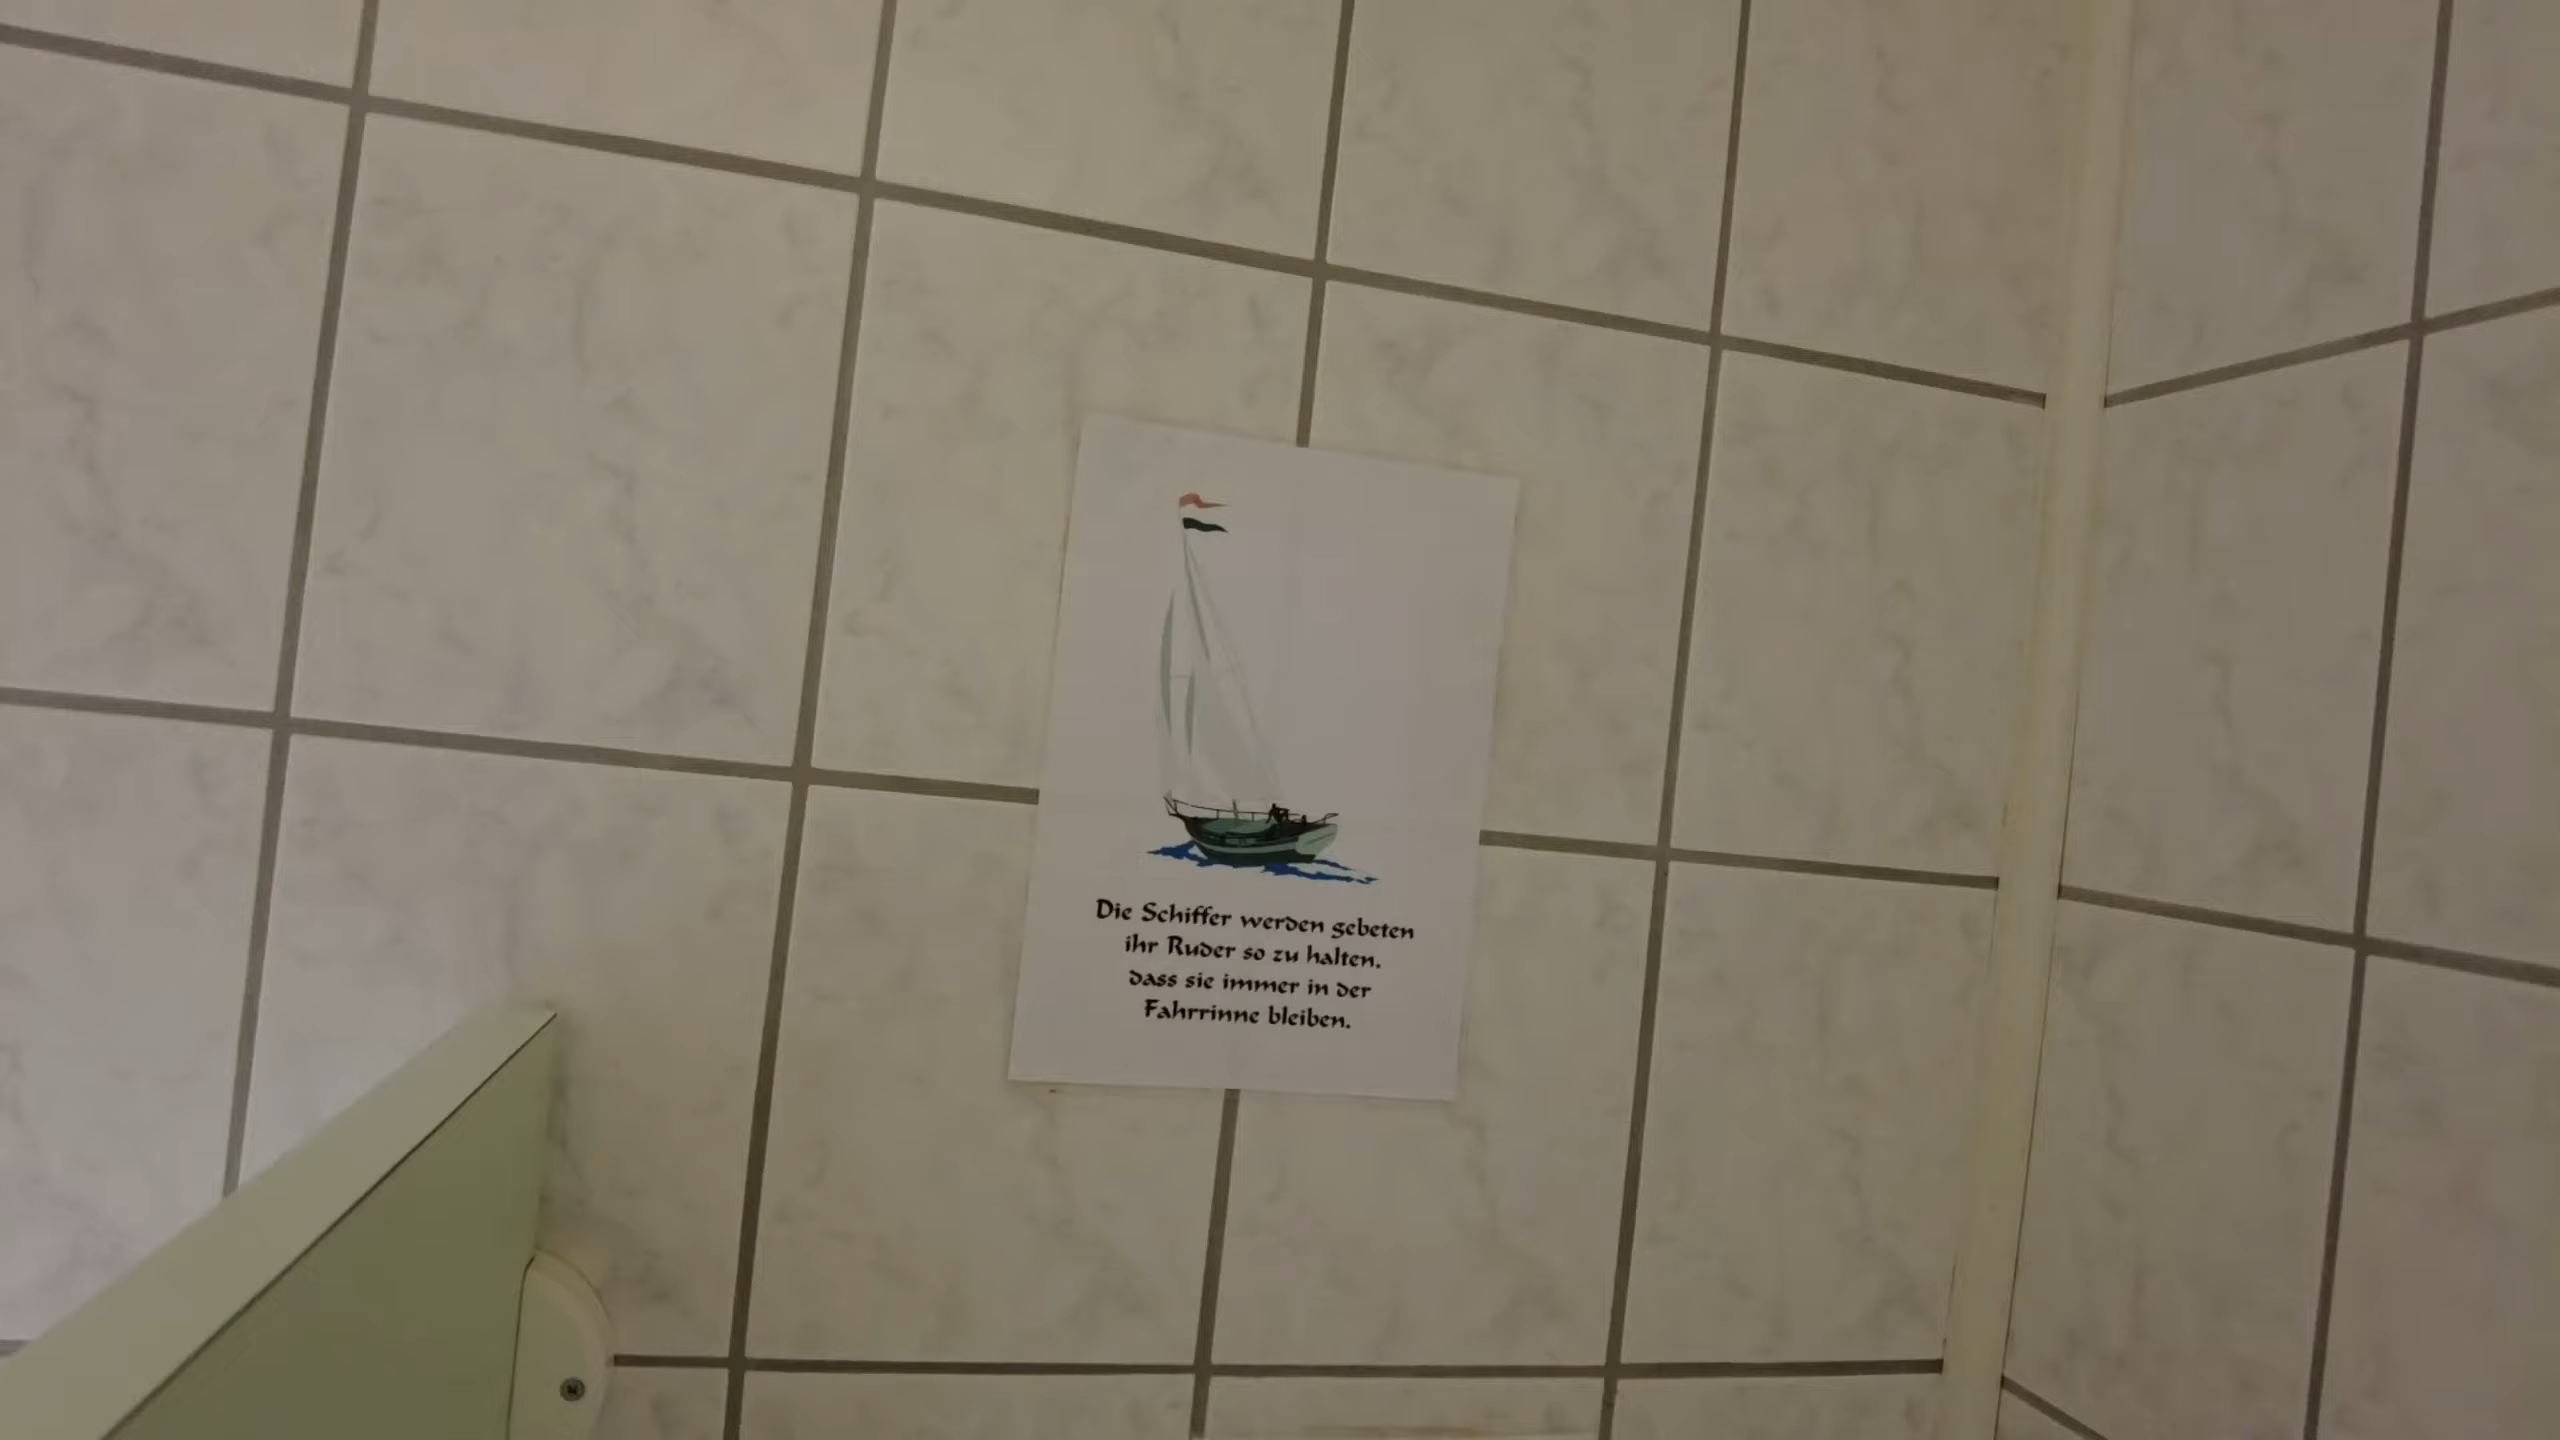 Die Schiffer werden gebeten
ihr Ruder so zu halten.
dass sie immer in der
Fahrrinne bleiben.